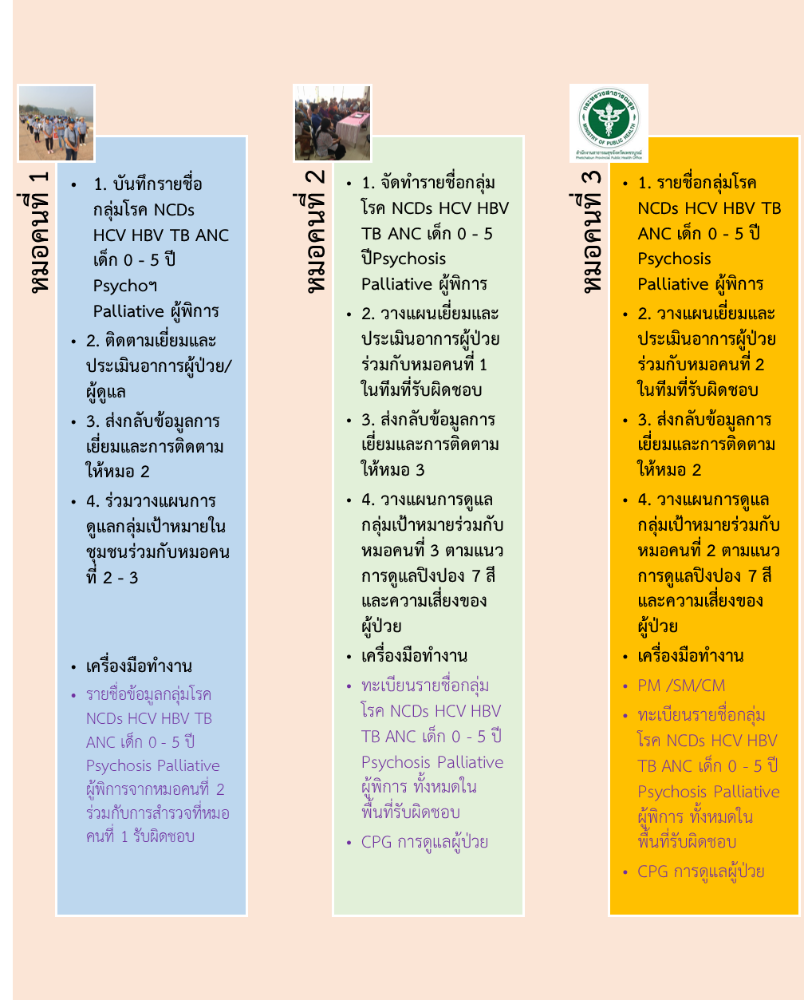 หมอคนที่ 1
• 1. บันทึกรายชื่อ
กลุ่มโรค NCDs
HCV HBV TB ANC
เด็ก 0 - 5 ปี
Psychoฯ
Palliative ผู้พิการ
• 2. ติดตามเยี่ยมและ
ประเมินอาการผู้ป่วย/
ผู้ดูแล
• 3. ส่งกลับข้อมูลการ
เยี่ยมและการติดตาม
ให้หมอ 2
• 4. ร่วมวางแผนการ
ดูแลกลุ่มเป้าหมายใน
ชุมชนร่วมกับหมอคน
ที่ 2 - 3
• เครื่องมือทำงาน
• รายชื่อข้อมูลกลุ่มโรค
NCDs HCV HBV TB
ANC เด็ก 0 - 5 ปี
Psychosis Palliative
ผู้พิการจากหมอคนที่ 2
ร่วมกับการสำรวจที่หมอ
คนที่ 1 รับผิดชอบ
หมอคนที่ 2
• 1. จัดทำรายชื่อกลุ่ม
โรค NCDs HCV HBV
TB ANC เด็ก 0 - 5
ปีPsychosis
Palliative ผู้พิการ
• 2. วางแผนเยี่ยมและ
ประเมินอาการผู้ป่วย
ร่วมกับหมอคนที่ 1
ในทีมที่รับผิดชอบ
• 3. ส่งกลับข้อมูลการ
เยี่ยมและการติดตาม
ให้หมอ 3
• 4. วางแผนการดูแล
กลุ่มเป้าหมายร่วมกับ
หมอคนที่ 3 ตามแนว
การดูแลปิงปอง 7 สี
และความเสี่ยงของ
ผู้ป่วย
• เครื่องมือทำงาน
• ทะเบียนรายชื่อกลุ่ม
โรค NCDs HCV HBV
TB ANC เด็ก 0 - 5 ปี
Psychosis Palliative
ผู้พิการ ทั้งหมดใน
พื้นที่รับผิดชอบ
• CPG การดูแลผู้ป่วย
กระทรวงสาธารณสุข
MINISTRY OF PUBLIC HEALTH
สำนักงานสาธารณสุขจังหวัดเพชรบูรณ์
Phetchabun Provincial Public Health Office
หมอคนที่ 3
• 1. รายชื่อกลุ่มโรค
NCDs HCV HBV TB
ANC เด็ก 0 - 5 ปี
Psychosis
Palliative ผู้พิการ
• 2. วางแผนเยี่ยมและ
ประเมินอาการผู้ป่วย
ร่วมกับหมอคนที่ 2
ในทีมที่รับผิดชอบ
• 3. ส่งกลับข้อมูลการ
เยี่ยมและการติดตาม
ให้หมอ 2
• 4. วางแผนการดูแล
กลุ่มเป้าหมายร่วมกับ
หมอคนที่ 2 ตามแนว
การดูแลปิงปอง 7 สี
และความเสี่ยงของ
ผู้ป่วย
• เครื่องมือทำงาน
• PM /SM/CM
• ทะเบียนรายชื่อกลุ่ม
โรค NCDs HCV HBV
TB ANC เด็ก 0 - 5 ปี
Psychosis Palliative
ผู้พิการ ทั้งหมดใน
พื้นที่รับผิดชอบ
• CPG การดูแลผู้ป่วย